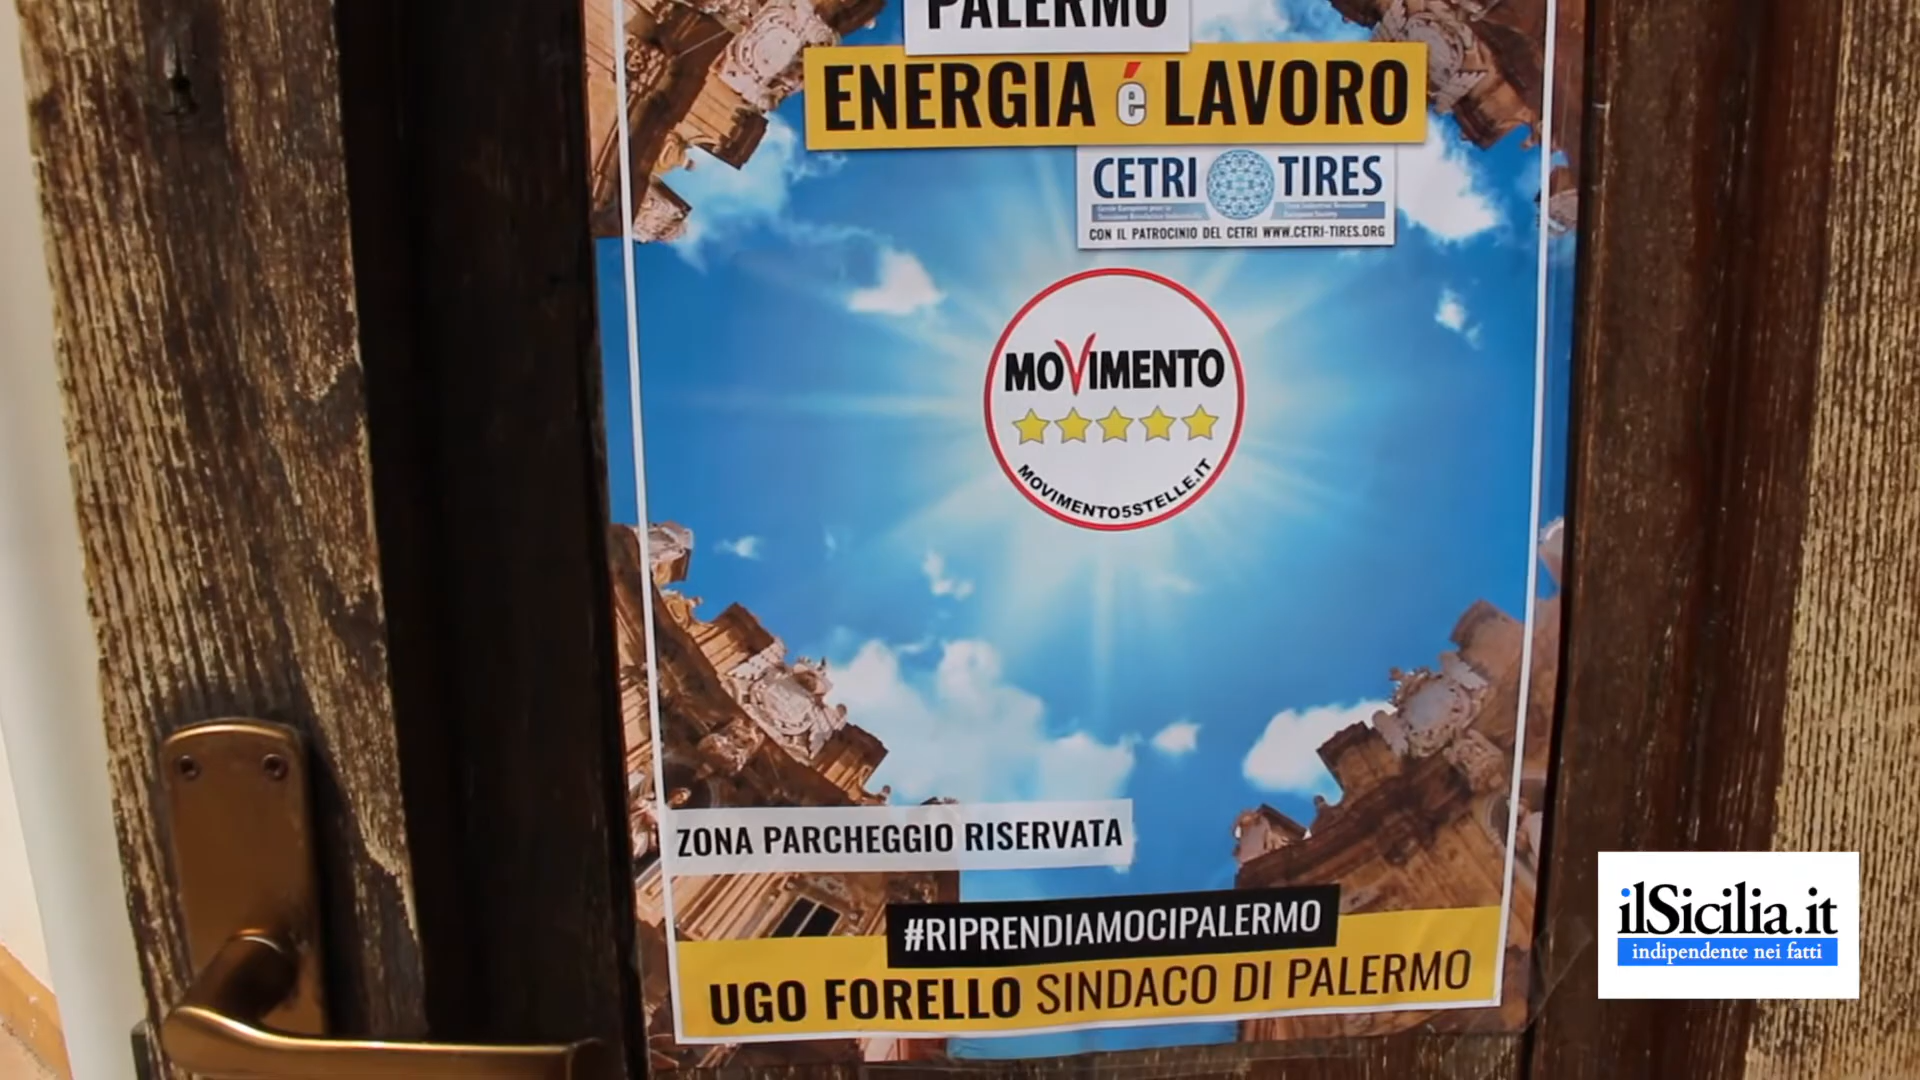 PALERMO
ENERGIA é LAVORO
CETRI TIRES
CON IL PATROCINIO DEL CETRI WWW.CETRI-TIRES.ORG
MOVIMENTO
MOVIMENTO5STELLE.IT
ZONA PARCHEGGIO RISERVATA
#RIPRENDIAMOCIPALERMO
UGO FORELLO SINDACO DI PALERMO
ilSicilia.it
indipendente nei fatti